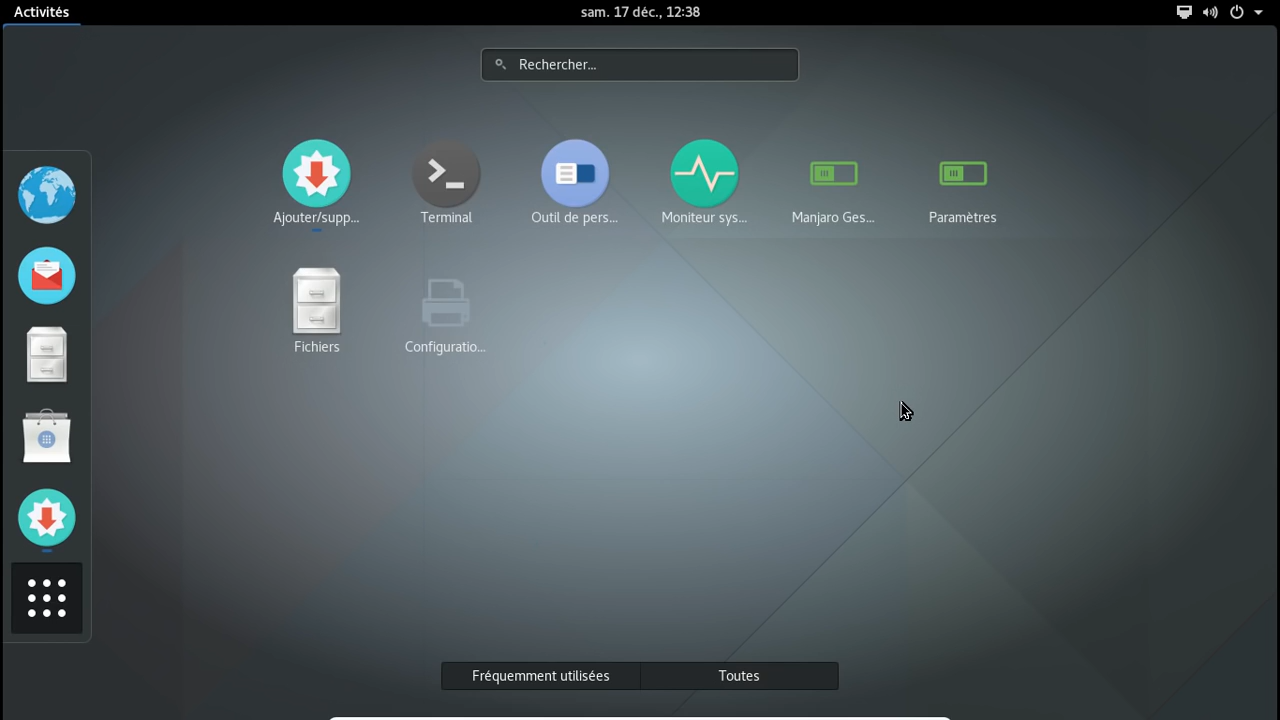 Activités
sam. 17 déc., 12:38
Rechercher...
Ajouter/supp...
Terminal
Outil de pers...
Moniteur sys...
Manjaro Ges...
Paramètres
Fichiers
Configuratio...
Fréquemment utilisées
Toutes